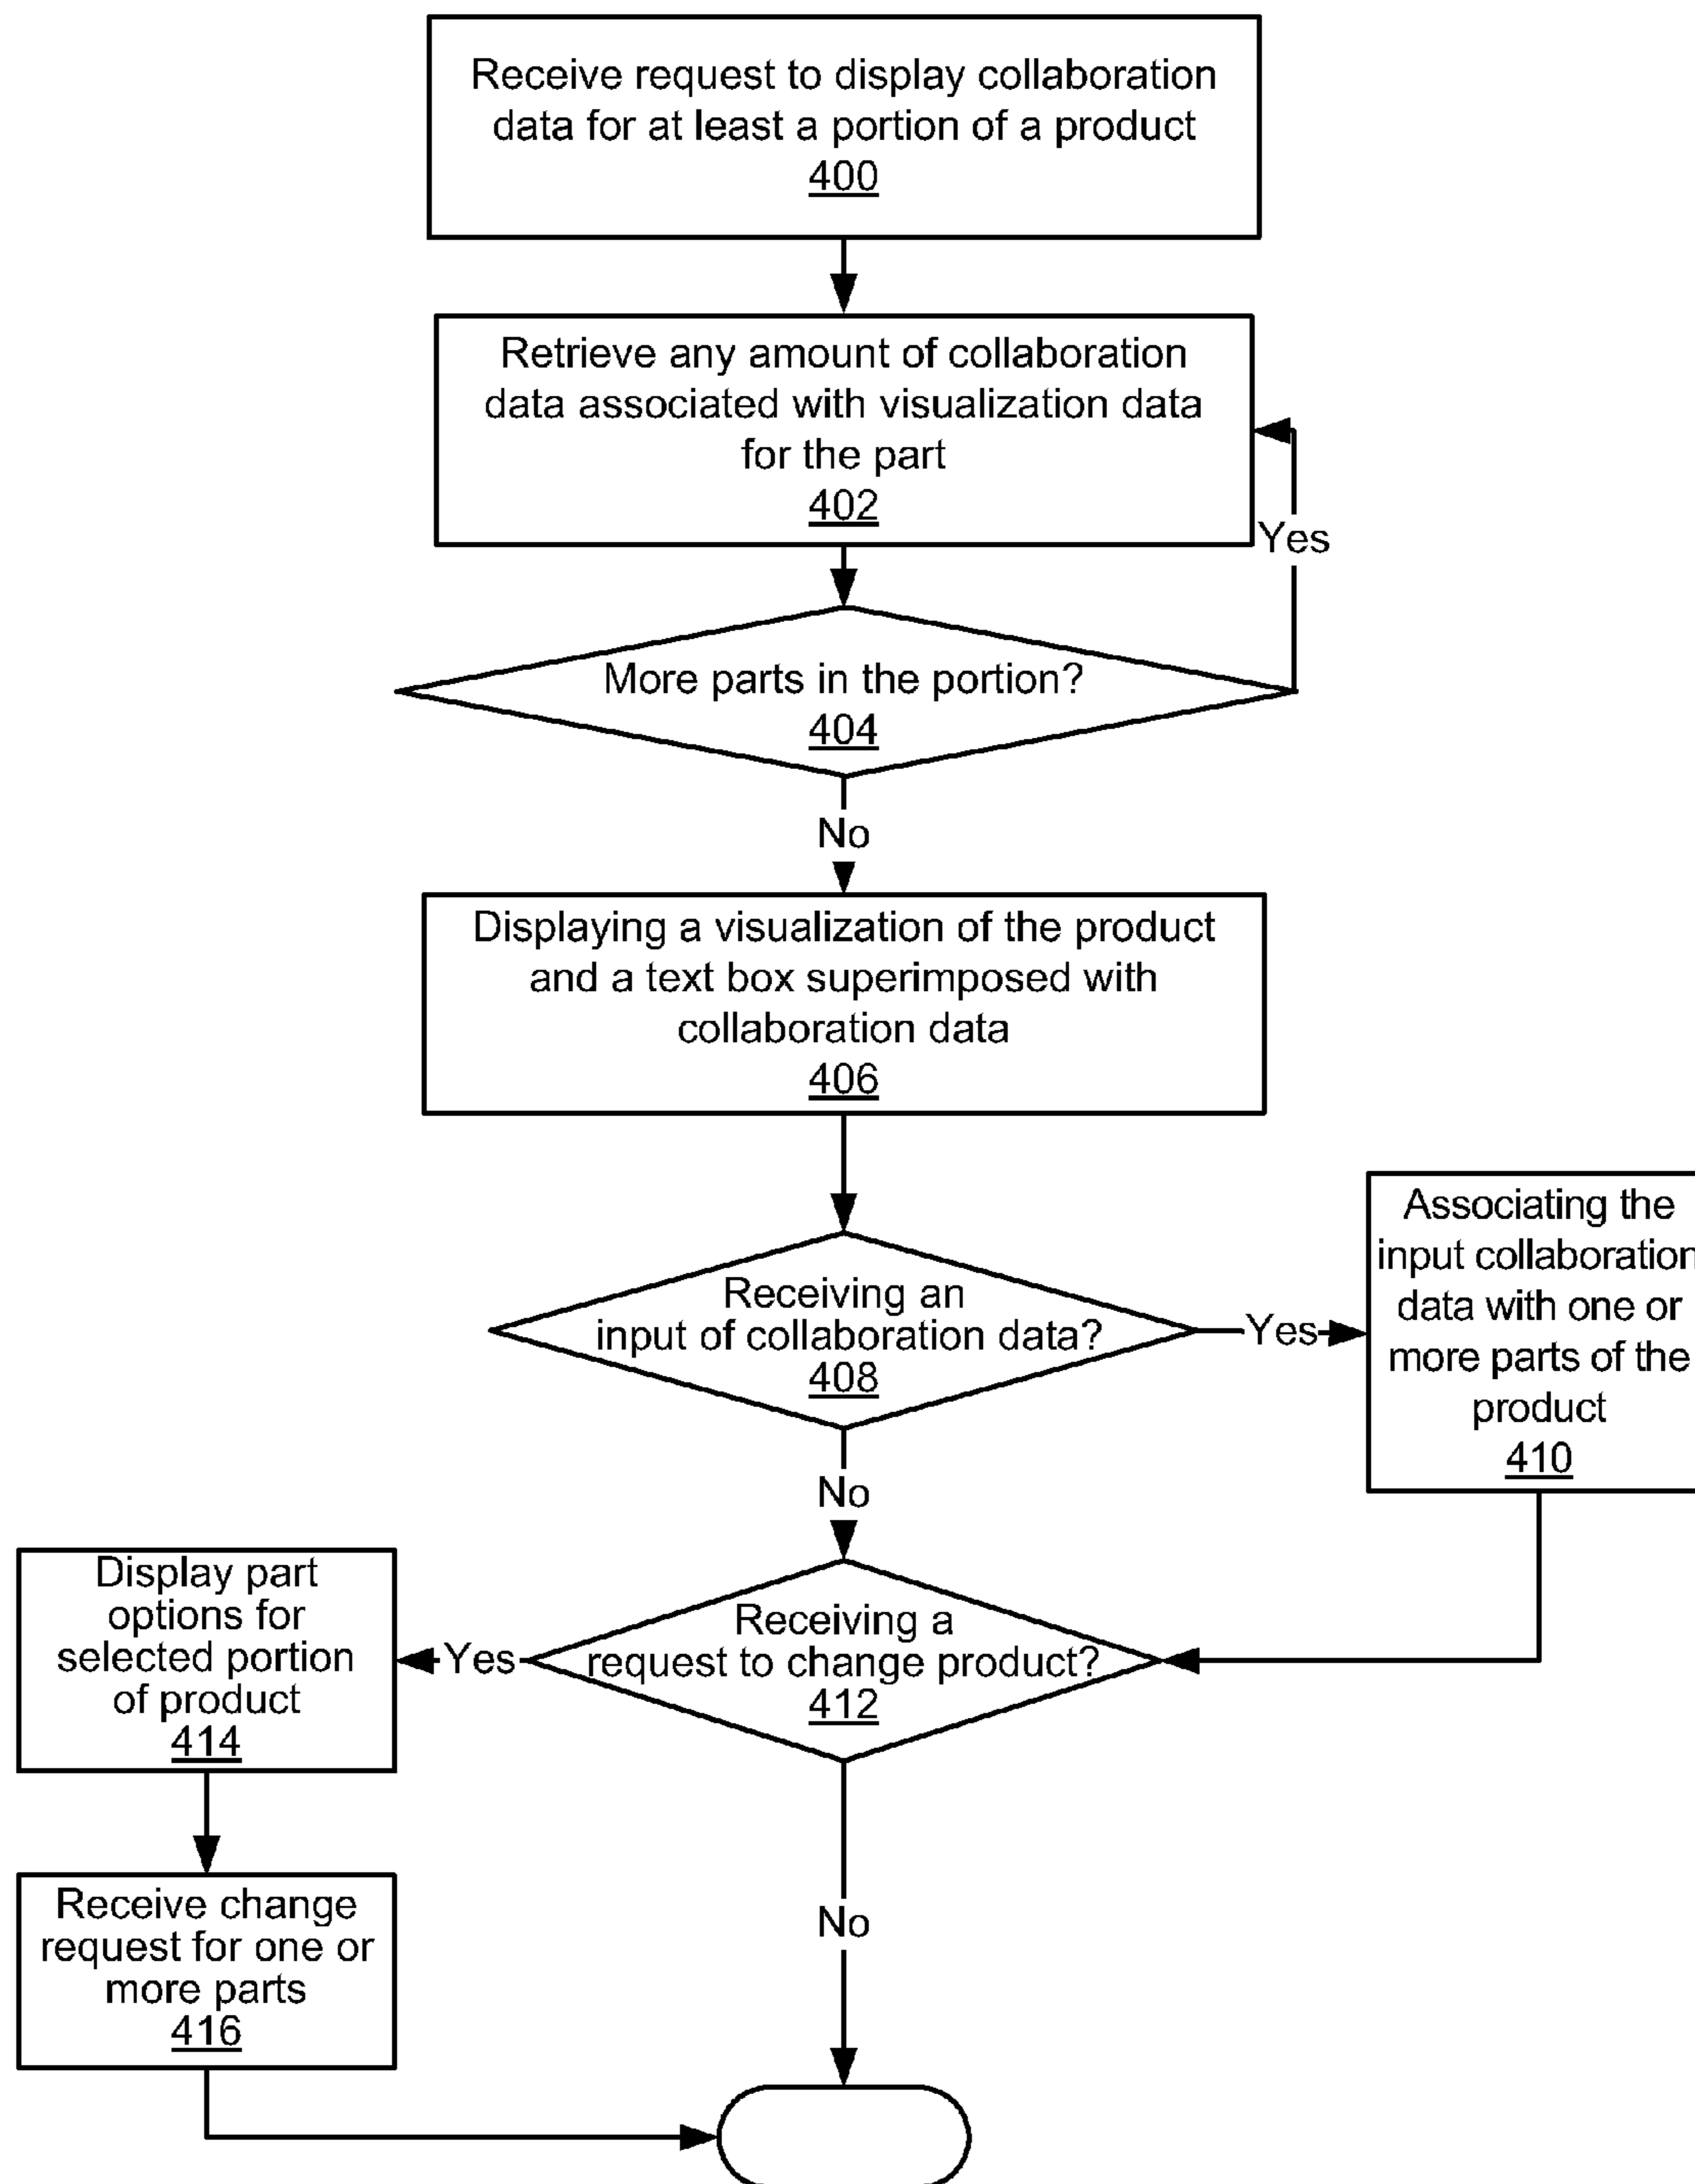 Receive request to display collaboration
data for at least a portion of a product
400
Retrieve any amount of collaboration
data associated with visualization data
for the part
402
Yes
More parts in the portion?
404
No
Displaying a visualization of the product
and a text box superimposed with
collaboration data
406
Receiving an
input of collaboration data?
408
Yes
Associating the
input collaboration
data with one or
more parts of the
product
410
No
Receiving a
request to change product?
412
Yes
Display part
options for
selected portion
of product
414
Receive change
request for one or
more parts
416
No